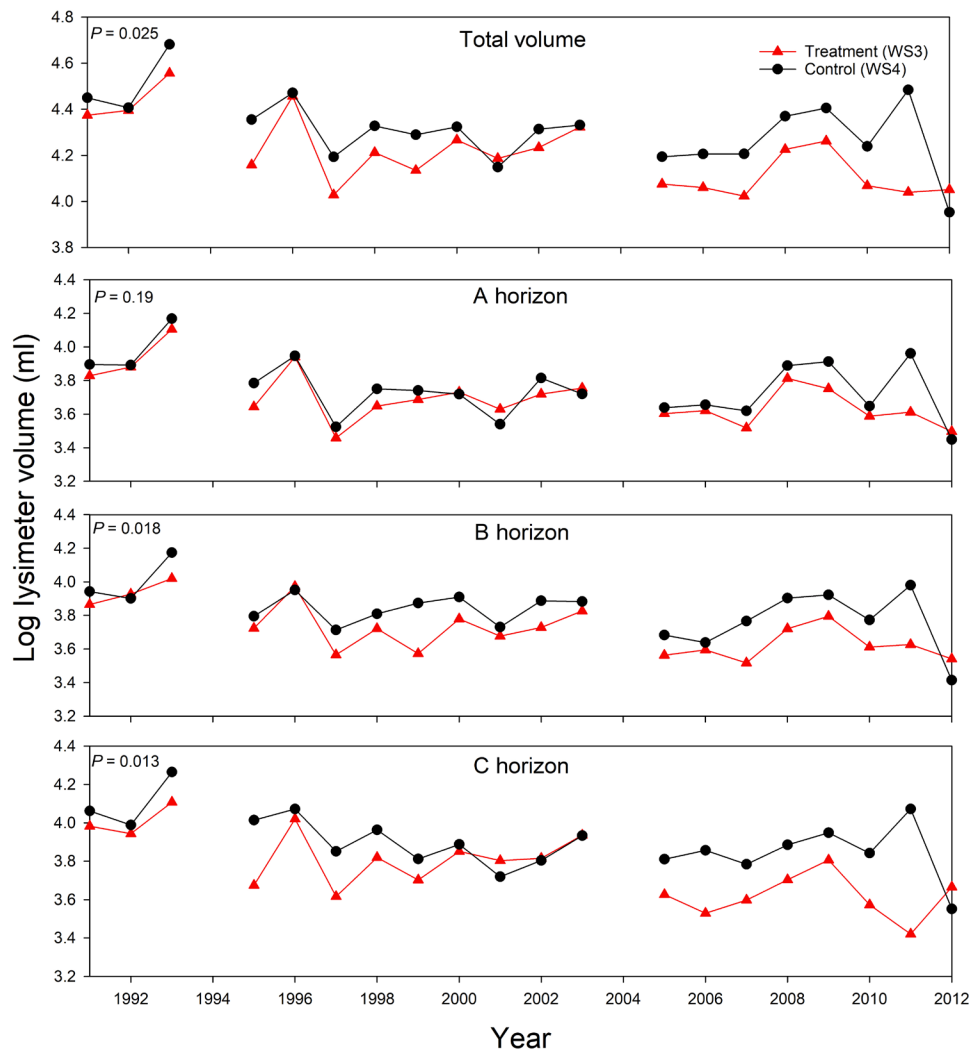 4.8
P = 0.025
Total volume
Treatment (WS3)
Control (WS4)
4.6
4.4
4.2
4.0
3.8
4.4
P = 0.19
A horizon
4.2
4.0
3.8
3.6
3.4
3.2
Log lysimeter volume (ml)
4.4
P = 0.018
B horizon
4.2
4.0
3.8
3.6
3.4
3.2
4.4
P = 0.013
C horizon
4.2
4.0
3.8
3.6
3.4
3.2
1992 1994 1996 1998 2000 2002 2004 2006 2008 2010 2012
Year